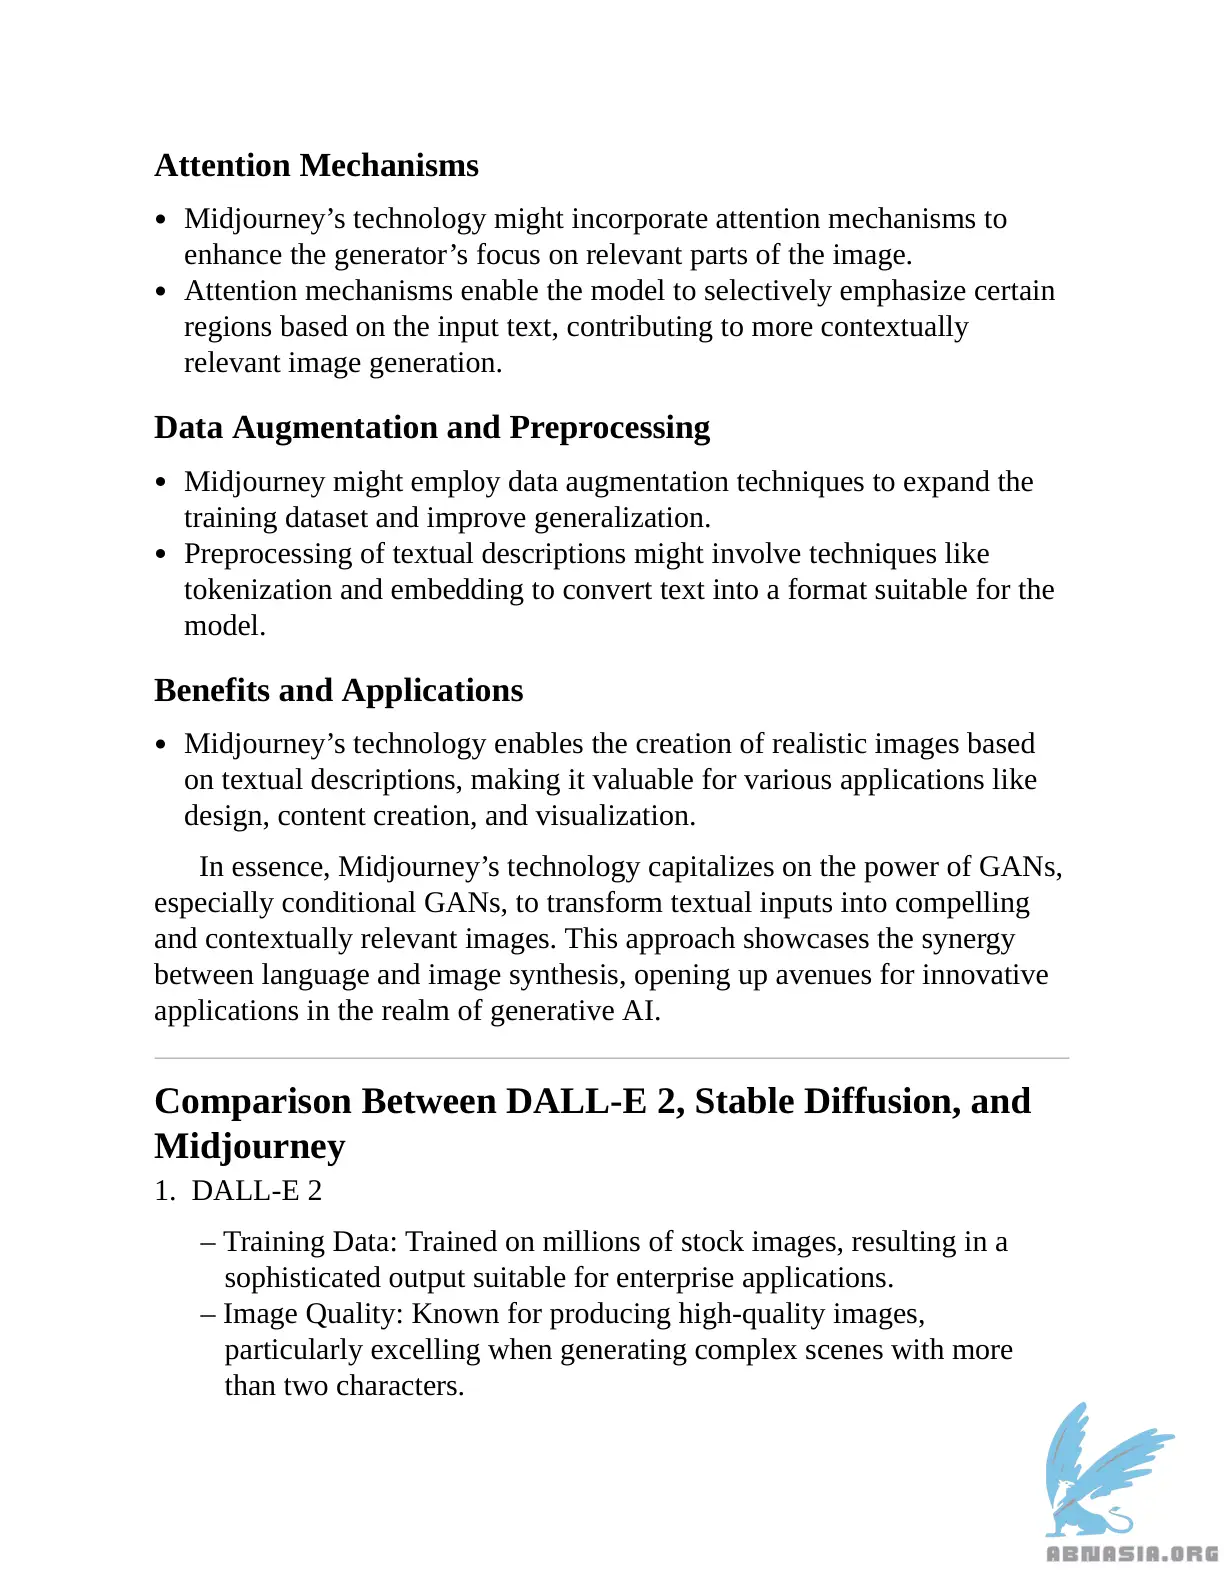 Attention Mechanisms
• Midjourney’s technology might incorporate attention mechanisms to
enhance the generator’s focus on relevant parts of the image.
• Attention mechanisms enable the model to selectively emphasize certain
regions based on the input text, contributing to more contextually
relevant image generation.
Data Augmentation and Preprocessing
• Midjourney might employ data augmentation techniques to expand the
training dataset and improve generalization.
• Preprocessing of textual descriptions might involve techniques like
tokenization and embedding to convert text into a format suitable for the
model.
Benefits and Applications
• Midjourney’s technology enables the creation of realistic images based
on textual descriptions, making it valuable for various applications like
design, content creation, and visualization.
In essence, Midjourney’s technology capitalizes on the power of GANs,
especially conditional GANs, to transform textual inputs into compelling
and contextually relevant images. This approach showcases the synergy
between language and image synthesis, opening up avenues for innovative
applications in the realm of generative AI.
Comparison Between DALL-E 2, Stable Diffusion, and
Midjourney
1. DALL-E 2
– Training Data: Trained on millions of stock images, resulting in a
sophisticated output suitable for enterprise applications.
– Image Quality: Known for producing high-quality images,
particularly excelling when generating complex scenes with more
than two characters.
ABNASIA.ORG